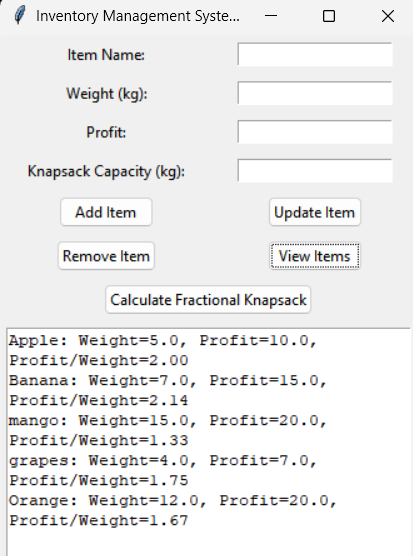 Inventory Management Syste...
Item Name:
Weight (kg):
Profit:
Knapsack Capacity (kg):
Add Item
Update Item
Remove Item
View Items
Calculate Fractional Knapsack
Apple: Weight=5.0, Profit=10.0,
Profit/Weight=2.00
Banana: Weight=7.0, Profit=15.0,
Profit/Weight=2.14
mango: Weight=15.0, Profit=20.0,
Profit/Weight=1.33
grapes: Weight=4.0, Profit=7.0,
Profit/Weight=1.75
Orange: Weight=12.0, Profit=20.0,
Profit/Weight=1.67